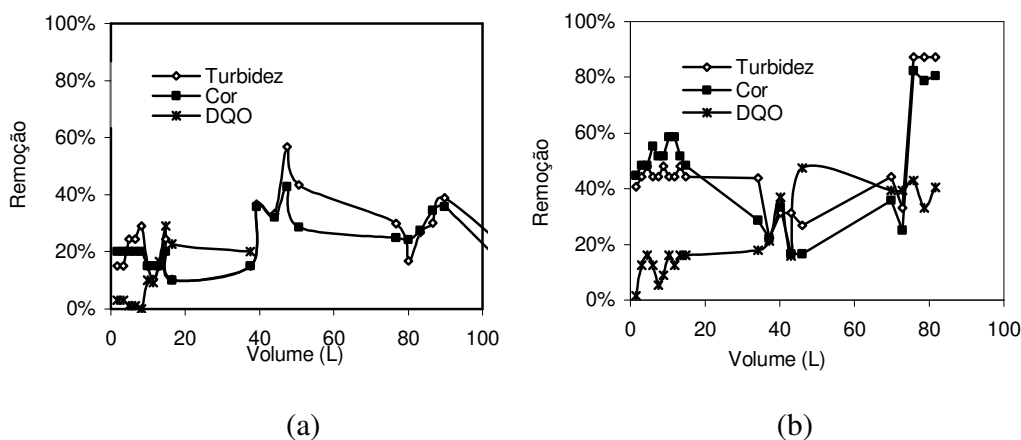 100%
80%
60%
40%
20%
0%
Remoção
Turbidez
Cor
DQO
0 20 40 60 80 100
Volume (L)
(a)
100%
80%
60%
40%
20%
0%
Remoção
Turbidez
Cor
DQO
0 20 40 60 80 100
Volume (L)
(b)